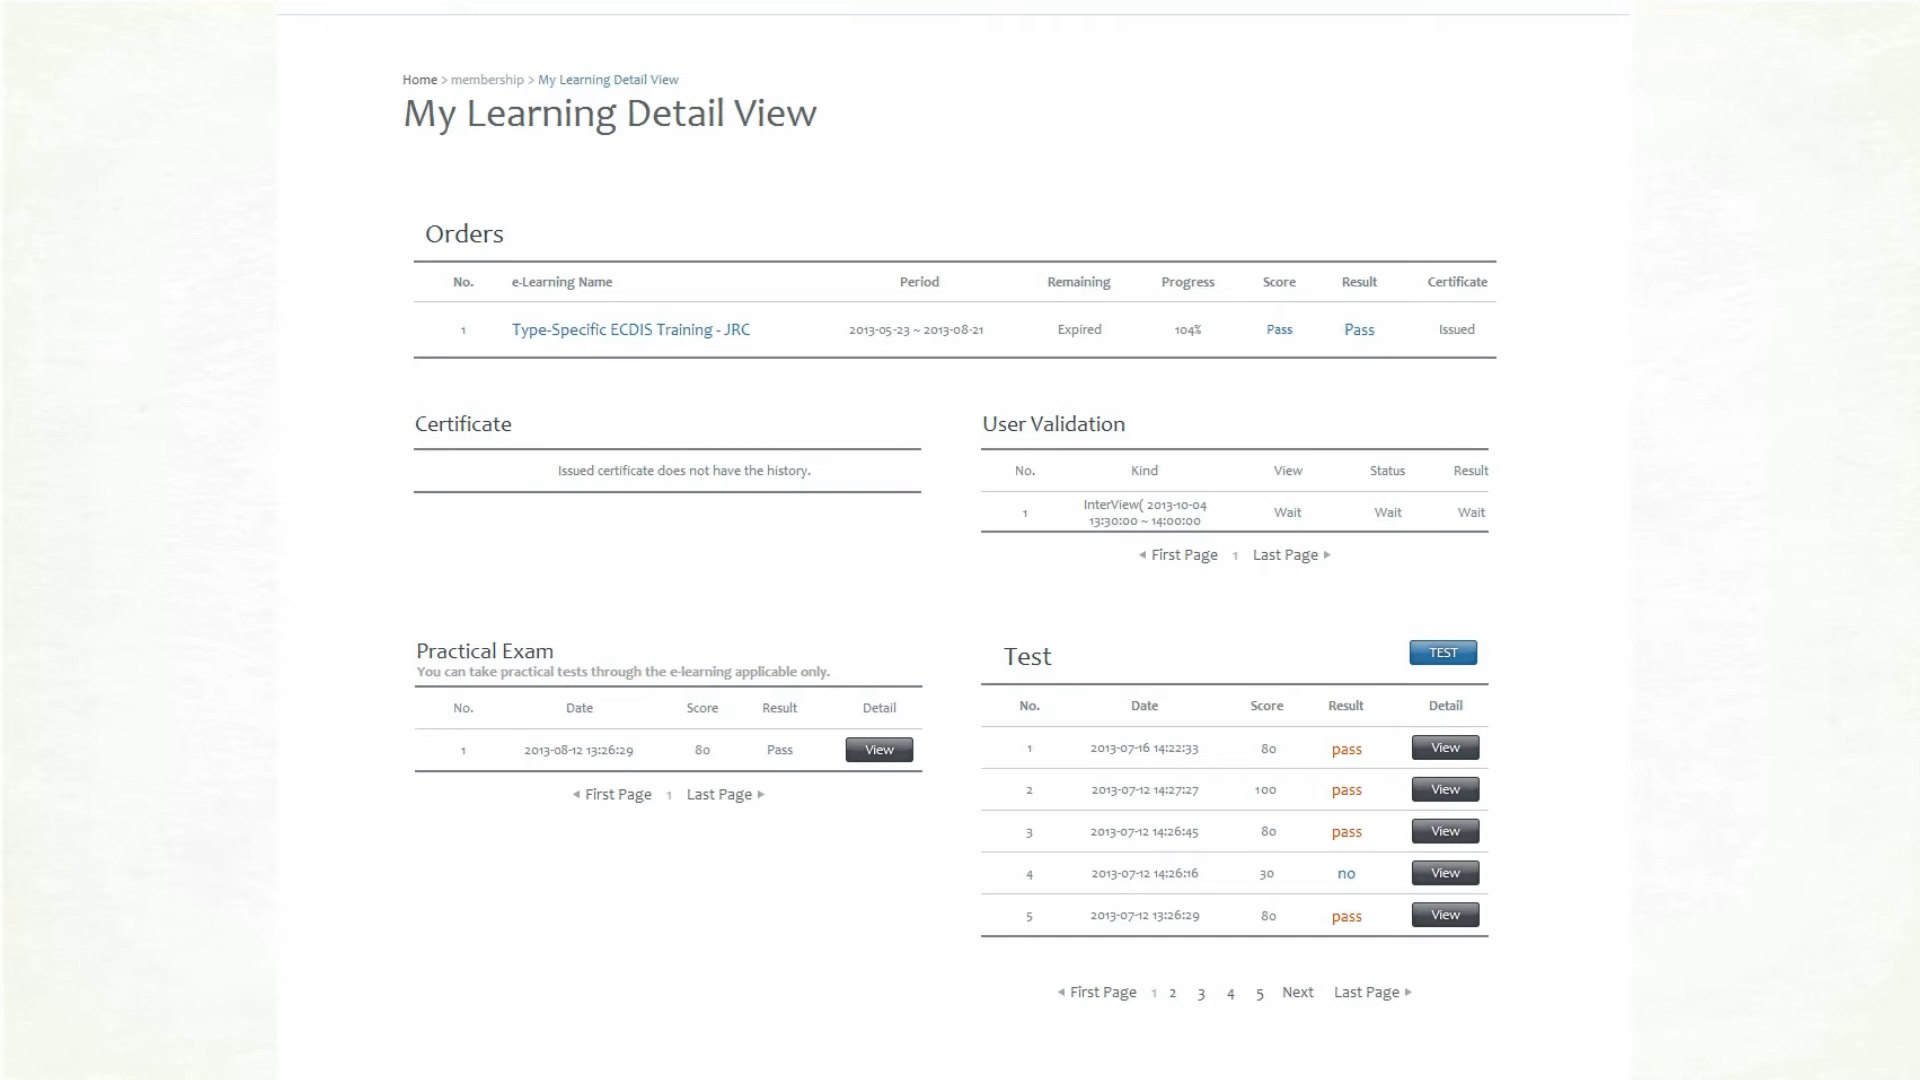 Home > membership > My Learning Detail View
My Learning Detail View
Orders
No. e-Learning Name Period Remaining Progress Score Result Certificate
1 Type-Specific ECDIS Training - JRC 2013-05-23 ~ 2013-08-21 Expired 104% Pass Pass Issued
Certificate
Issued certificate does not have the history.
User Validation
No. Kind View Status Result
1 InterView( 2013-10-04 13:30:00 ~ 14:00:00 Wait Wait Wait
First Page 1 Last Page
Practical Exam
You can take practical tests through the e-learning applicable only.
No. Date Score Result Detail
1 2013-08-12 13:26:29 80 Pass View
First Page 1 Last Page
Test TEST
No. Date Score Result Detail
1 2013-07-16 14:22:33 80 pass View
2 2013-07-12 14:27:27 100 pass View
3 2013-07-12 14:26:45 80 pass View
4 2013-07-12 14:26:16 30 no View
5 2013-07-12 13:26:29 80 pass View
First Page 1 2 3 4 5 Next Last Page